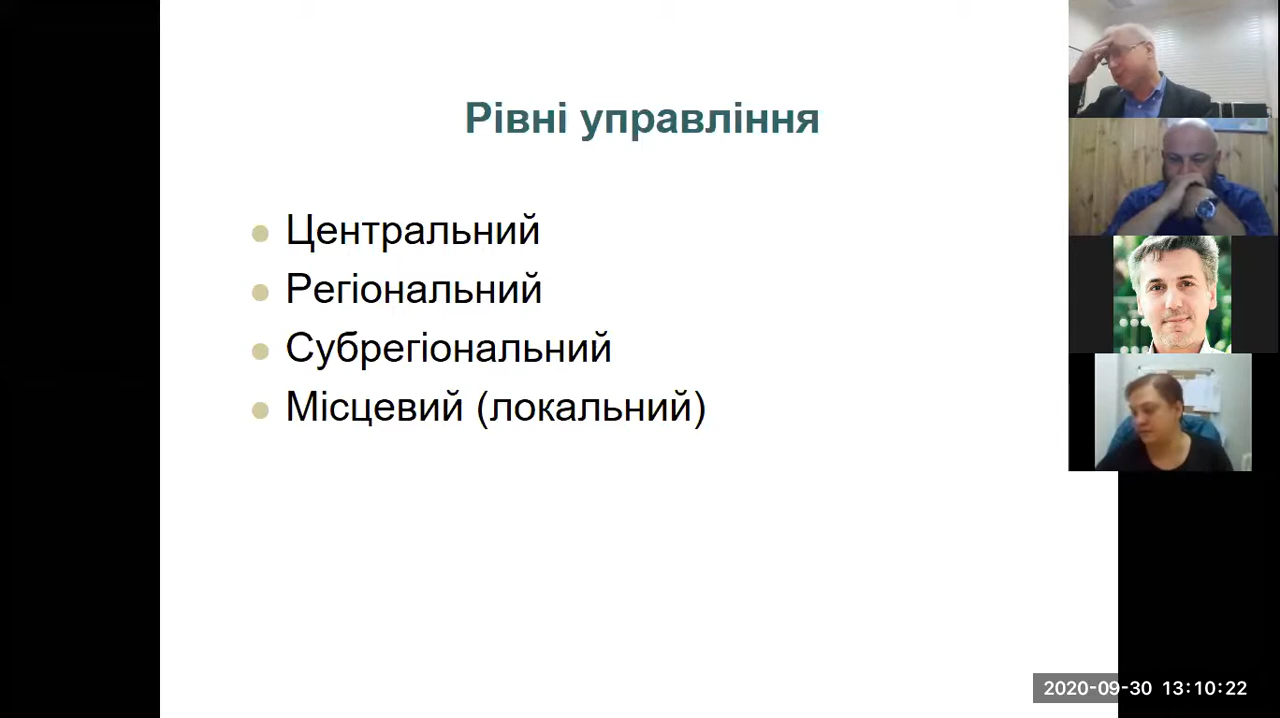 Рівні управління
Центральний
Регіональний
Субрегіональний
Місцевий (локальний)
2020-09-30 13:10:22